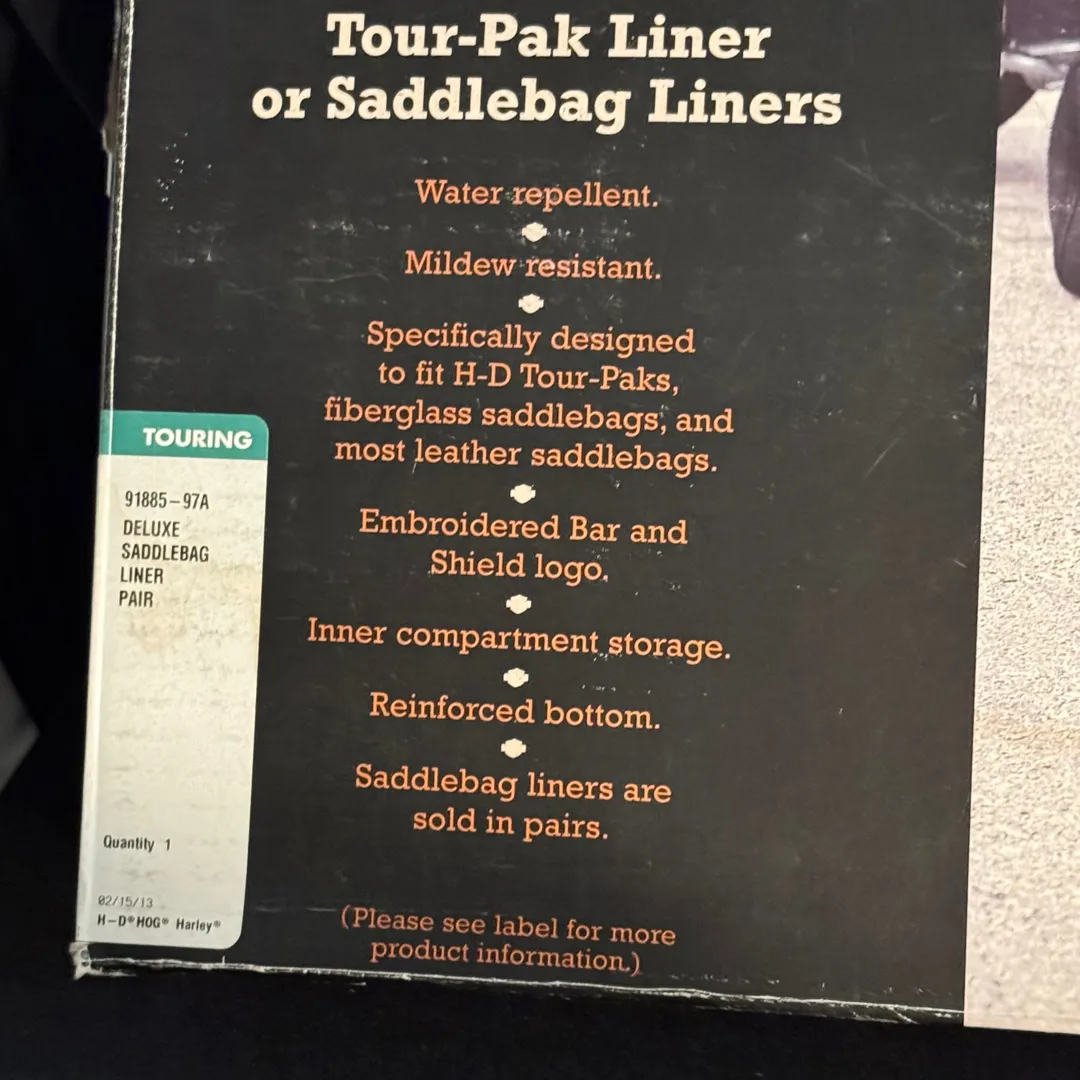 Tour-Pak Liner
or Saddlebag Liners
Water repellent.
Mildew resistant.
Specifically designed
to fit H-D Tour-Paks,
fiberglass saddlebags, and
most leather saddlebags.
Embroidered Bar and
Shield logo.
Inner compartment storage.
Reinforced bottom.
Saddlebag liners are
sold in pairs.
(Please see label for more
product information.)
TOURING
91885-97A
DELUXE
SADDLEBAG
LINER
PAIR
Quantity 1
02/15/13
H-D® HOG® Harley®